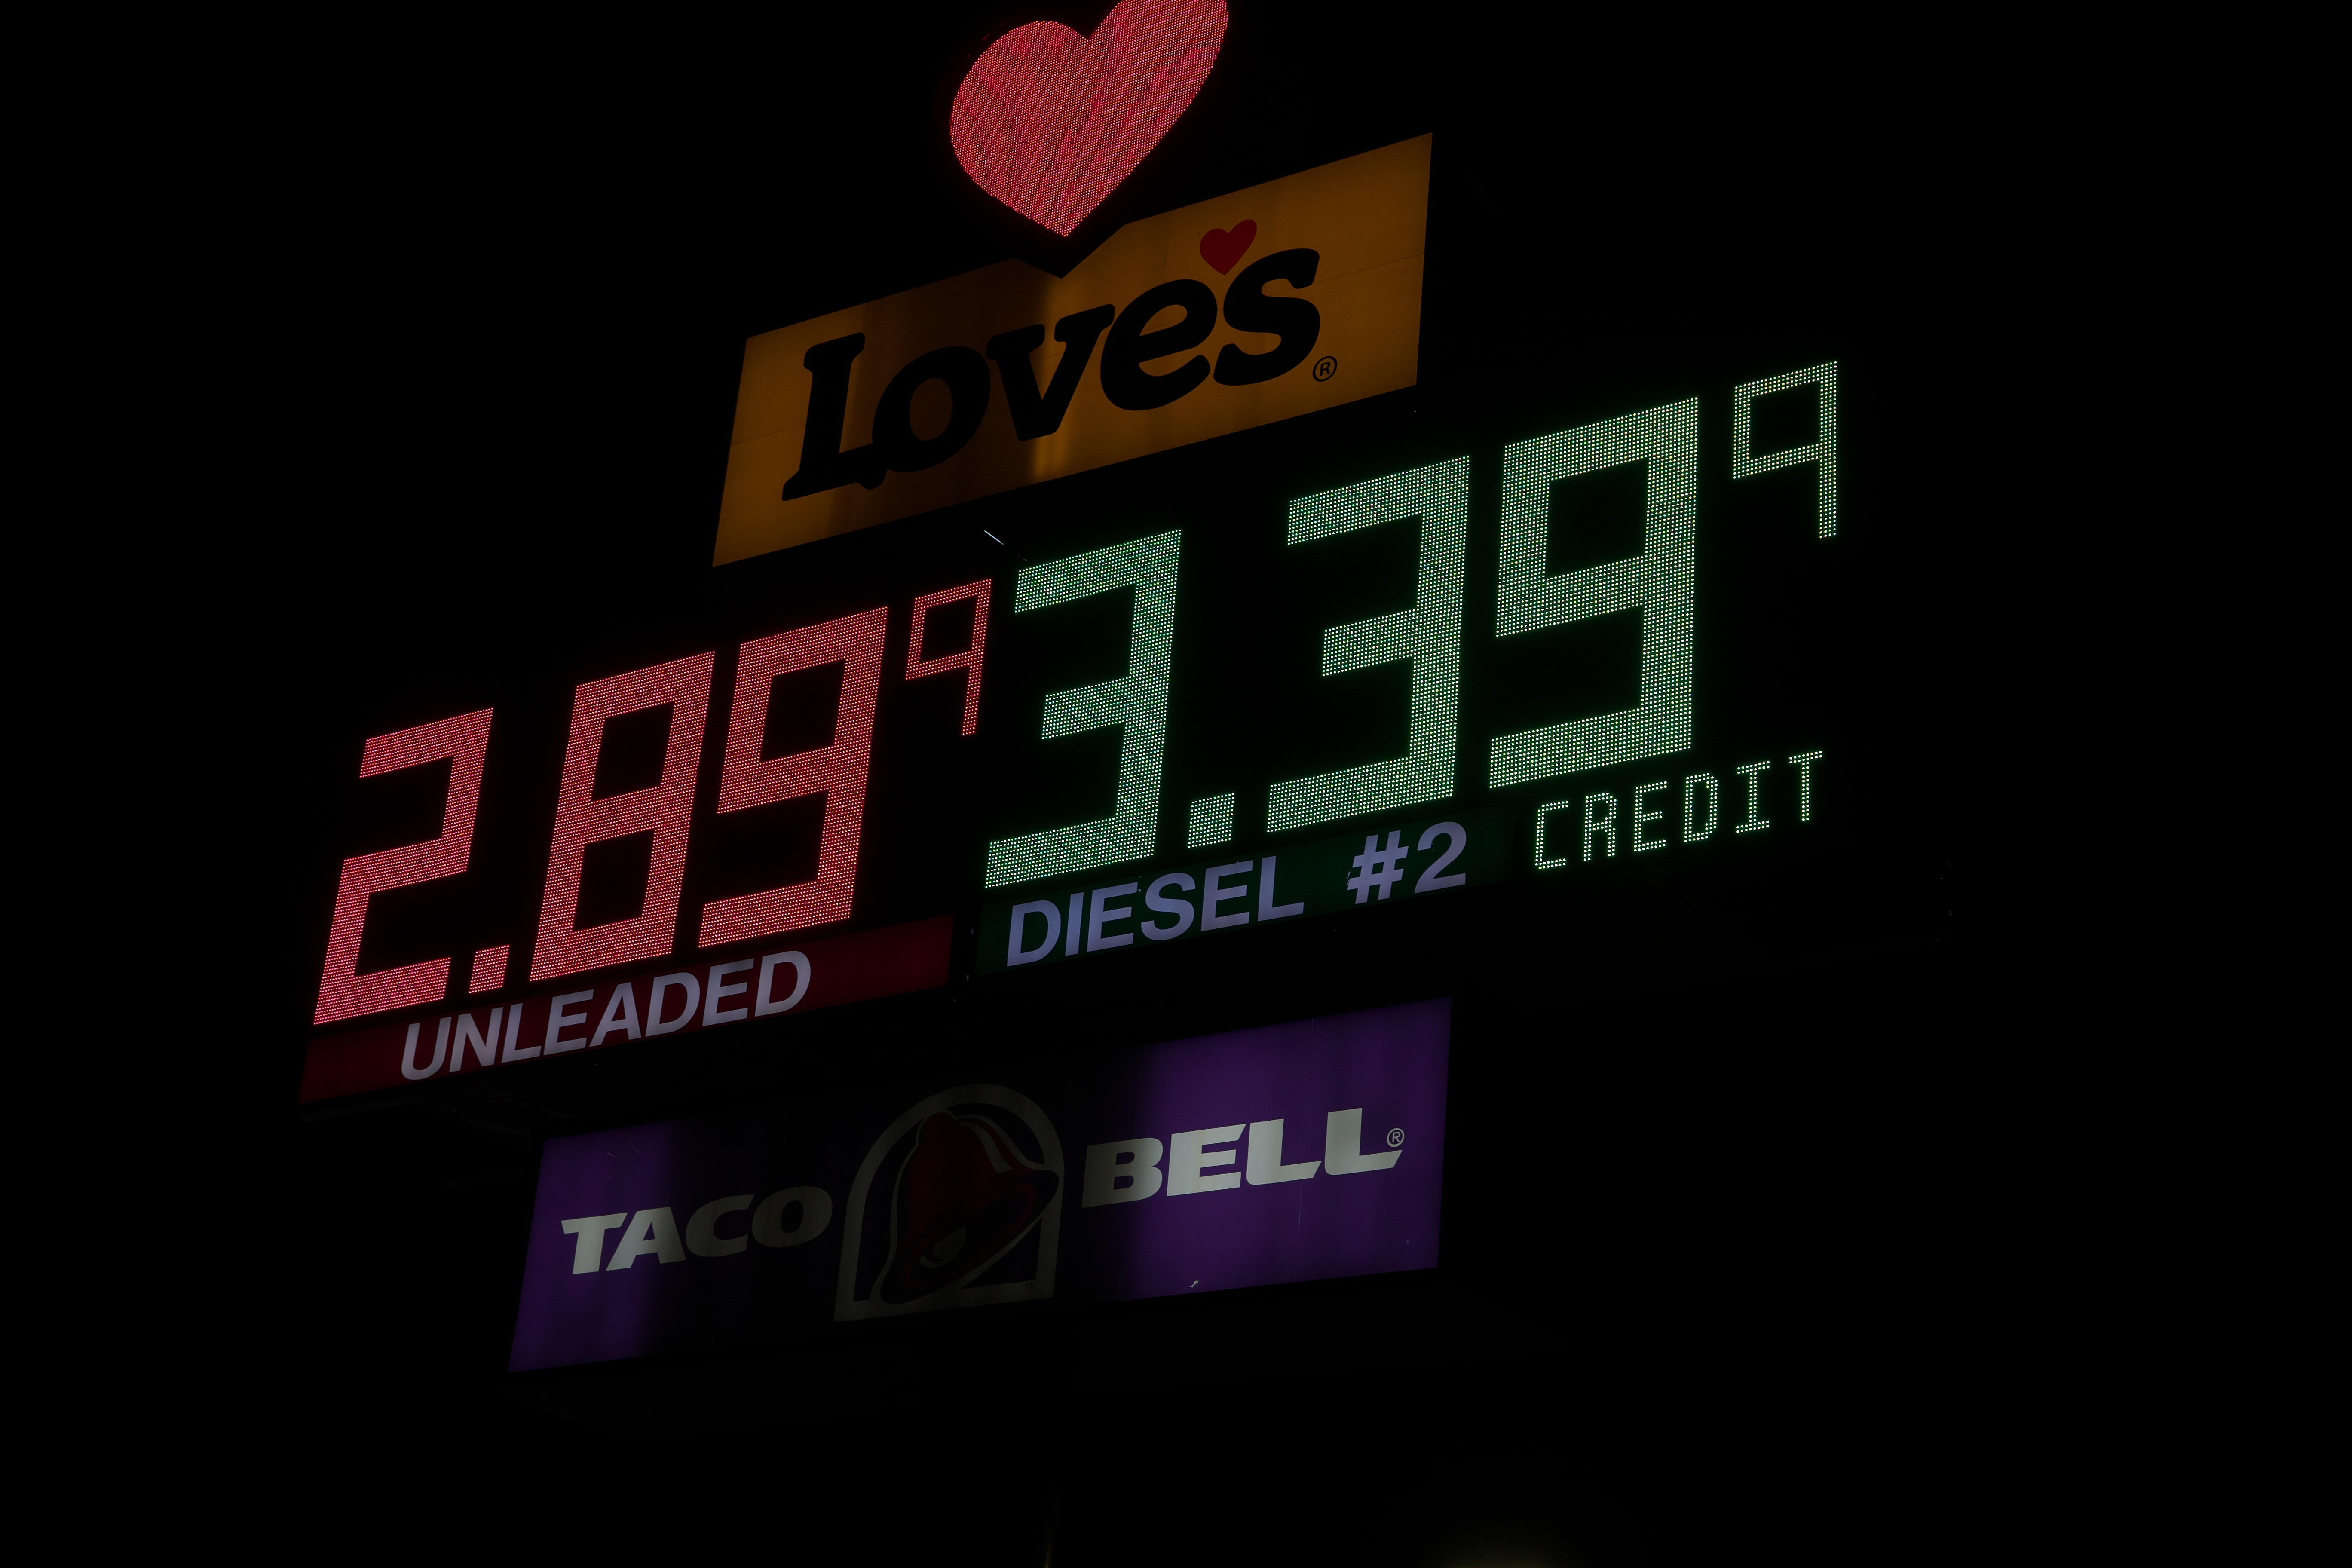 Love's®
2.89 9
3.39 9
CREDIT
UNLEADED
DIESEL #2
TACO BELL®